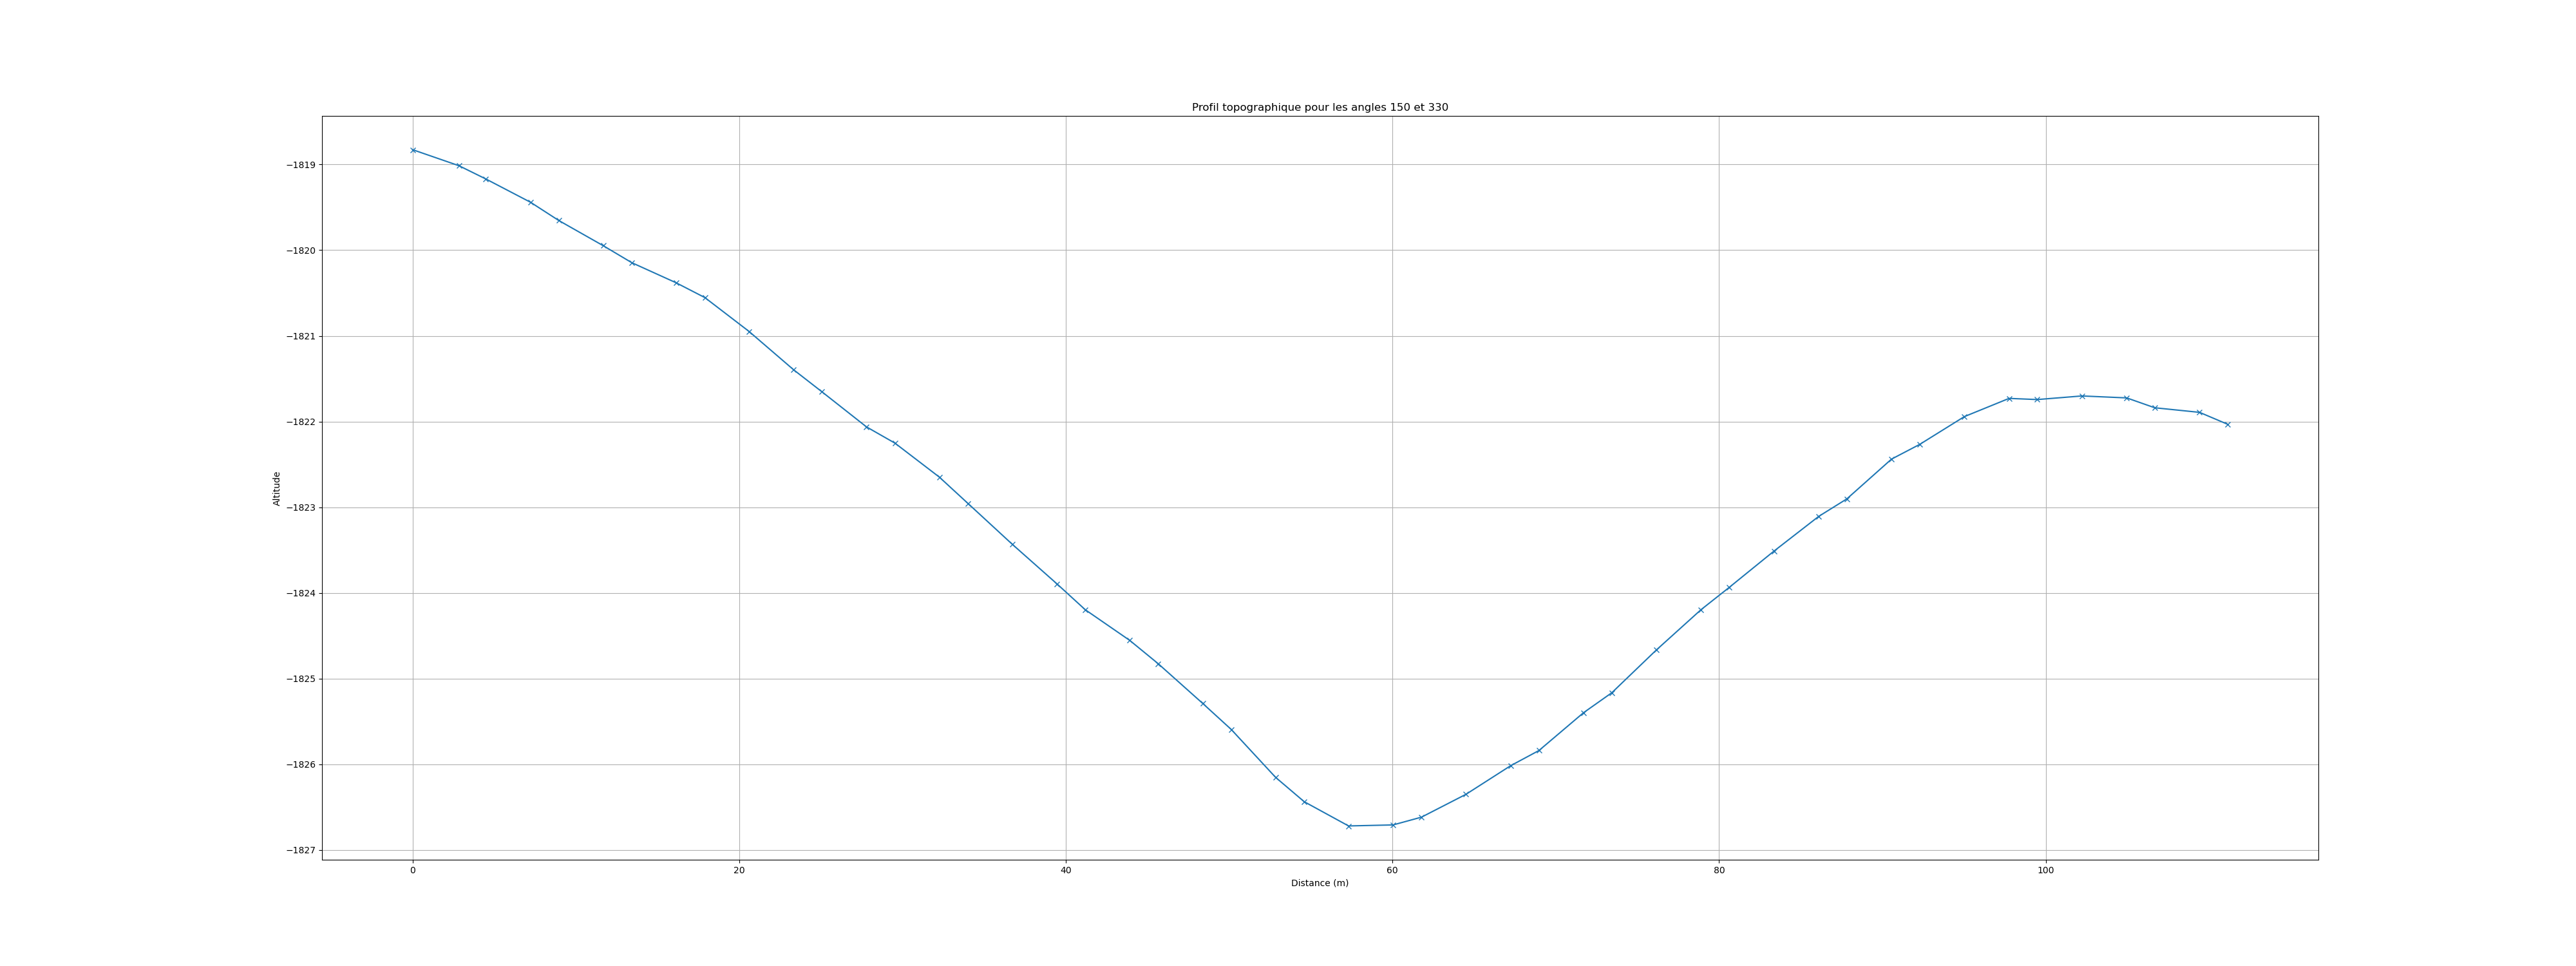 Profil topographique pour les angles 150 et 330
−1819
−1820
−1821
−1822
−1823
−1824
−1825
−1826
−1827
Altitude
0 20 40 60 80 100
Distance (m)